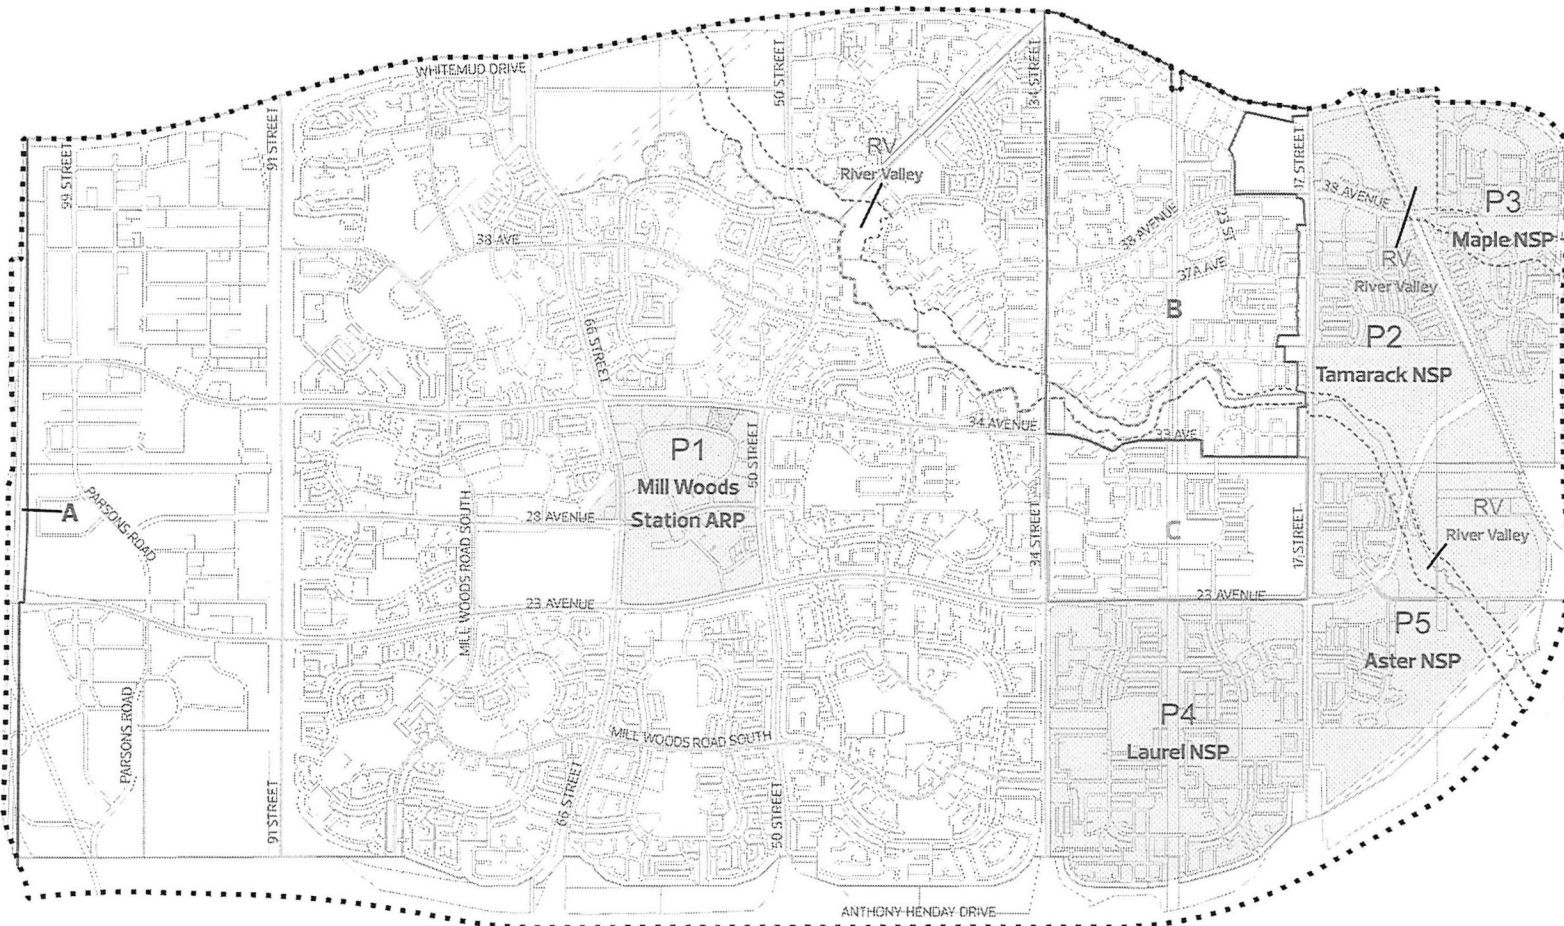 WHITEMUD DRIVE
50 STREET
34 STREET
99 STREET
91 STREET
17 STREET
RV
River Valley
38 AVENUE
P3
Maple NSP
38 AVE
38 AVENUE
23 ST
37A AVE
RV
River Valley
B
P2
Tamarack NSP
66 STREET
34 AVENUE
33 AVE
P1
Mill Woods
Station ARP
50 STREET
A
PARSONS ROAD
MILL WOODS ROAD SOUTH
28 AVENUE
34 STREET
C
17 STREET
RV
River Valley
23 AVENUE
23 AVENUE
P5
Aster NSP
PARSONS ROAD
91 STREET
MILL WOODS ROAD SOUTH
66 STREET
50 STREET
P4
Laurel NSP
ANTHONY HENDAY DRIVE